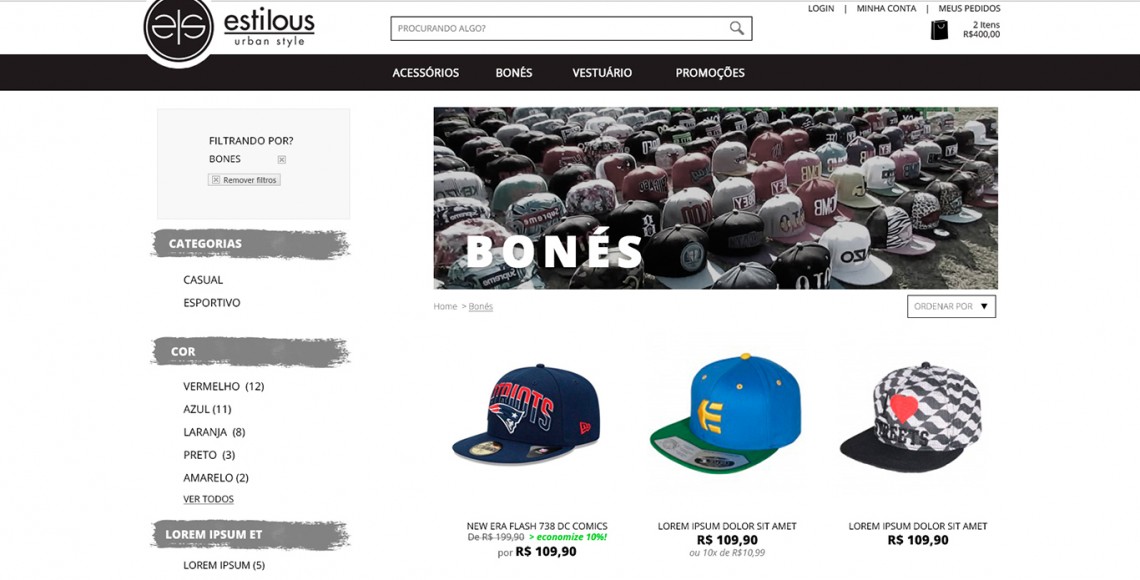 LOGIN | MINHA CONTA | MEUS PEDIDOS
els
estilous
urban style
PROCURANDO ALGO?
2 Itens
R$400,00
ACESSÓRIOS BONÉS VESTUÁRIO PROMOÇÕES
FILTRANDO POR?
BONES
Remover filtros
CATEGORIAS
CASUAL
ESPORTIVO
COR
VERMELHO (12)
AZUL (11)
LARANJA (8)
PRETO (3)
AMARELO (2)
VER TODOS
LOREM IPSUM ET
LOREM IPSUM (5)
BONÉS
Home > Bonés
ORDENAR POR
PATRIOTS
NEW ERA FLASH 738 DC COMICS
De R$ 199,90 > economize 10%!
por R$ 109,90
LOREM IPSUM DOLOR SIT AMET
R$ 109,90
ou 10x de R$10,99
LOREM IPSUM DOLOR SIT AMET
R$ 109,90